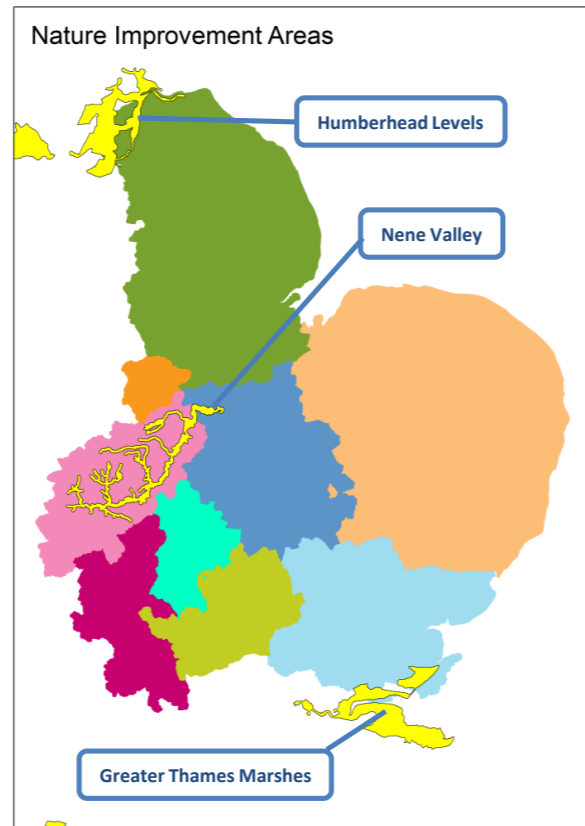 Nature Improvement Areas
Humberhead Levels
Nene Valley
Greater Thames Marshes